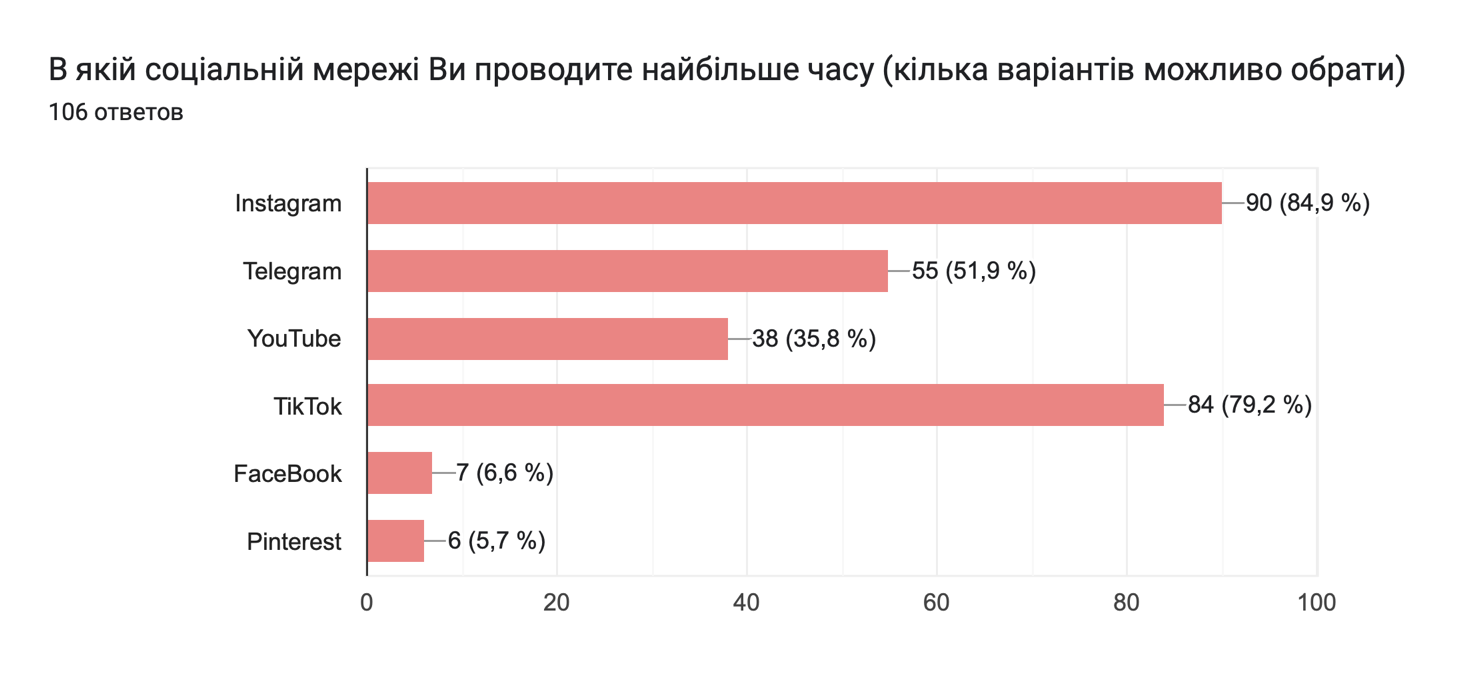 В якій соціальній мережі Ви проводите найбільше часу (кілька варіантів можливо обрати)
106 ответов
Instagram 90 (84,9 %)
Telegram 55 (51,9 %)
YouTube 38 (35,8 %)
TikTok 84 (79,2 %)
FaceBook 7 (6,6 %)
Pinterest 6 (5,7 %)
0 20 40 60 80 100